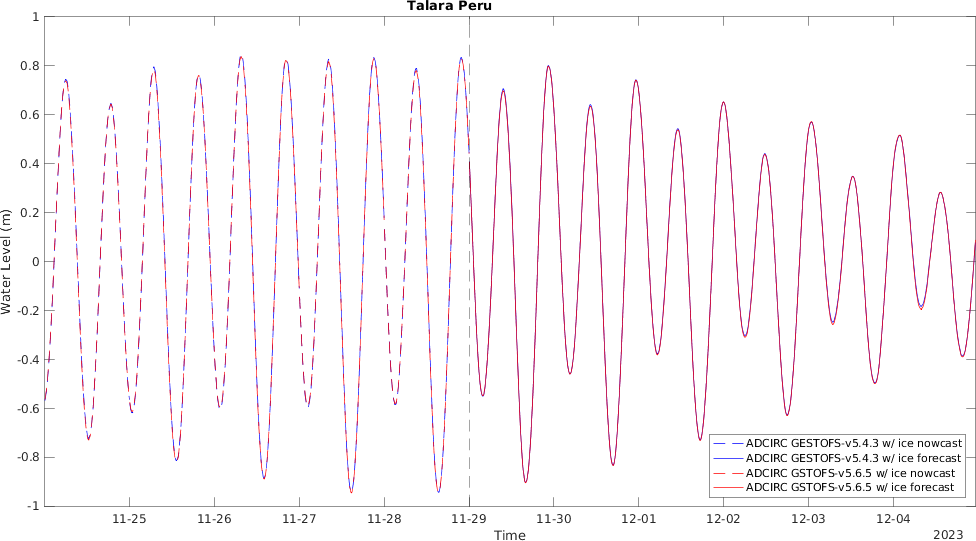 Talara Peru
Water Level (m)
1
0.8
0.6
0.4
0.2
0
-0.2
-0.4
-0.6
-0.8
-1
ADCIRC GESTOFS-v5.4.3 w/ ice nowcast
ADCIRC GESTOFS-v5.4.3 w/ ice forecast
ADCIRC GSTOFS-v5.6.5 w/ ice nowcast
ADCIRC GSTOFS-v5.6.5 w/ ice forecast
11-25 11-26 11-27 11-28 11-29 11-30 12-01 12-02 12-03 12-04
Time
2023